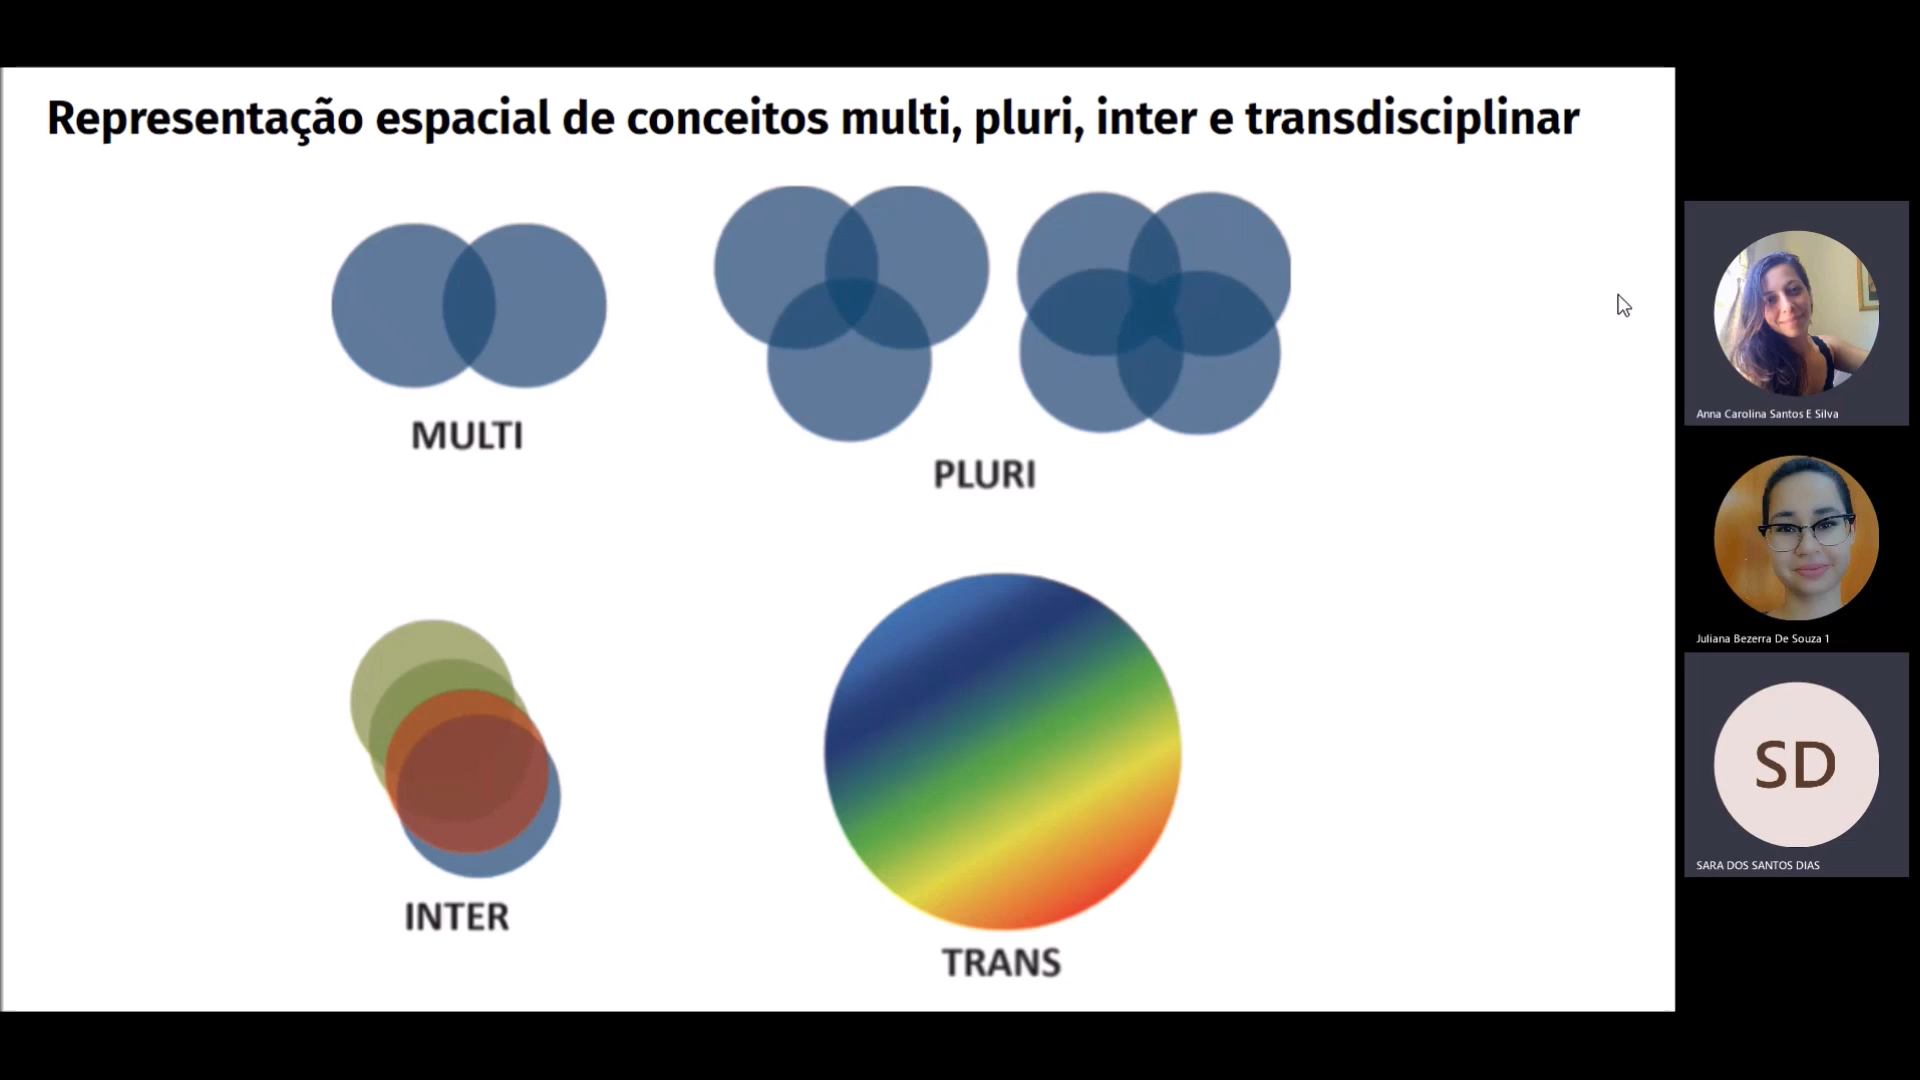 Representação espacial de conceitos multi, pluri, inter e transdisciplinar
MULTI
PLURI
INTER
TRANS
Anna Carolina Santos E Silva
Juliana Bezerra De Souza 1
SD
SARA DOS SANTOS DIAS